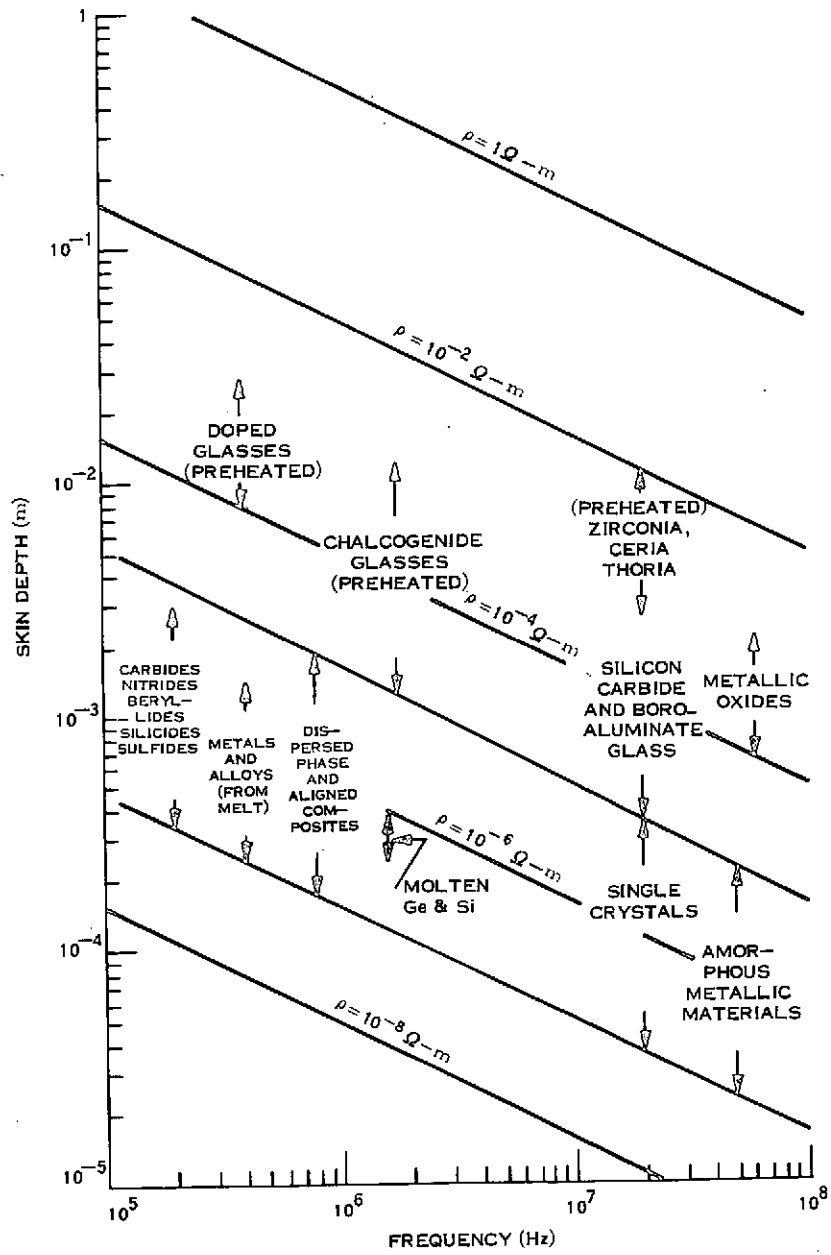 1
10⁻¹
10⁻²
10⁻³
10⁻⁴
10⁻⁵
SKIN DEPTH (m)
ρ = 1Ω-m
ρ = 10⁻² Ω-m
DOPED
GLASSES
(PREHEATED)
CHALCOGENIDE
GLASSES
(PREHEATED)
(PREHEATED)
ZIRCONIA,
CERIA
THORIA
ρ = 10⁻⁴ Ω-m
CARBIDES
NITRIDES
BERYL-
LIDES
SILICIDES
SULFIDES
METALS
AND
ALLOYS
(FROM
MELT)
DIS-
PERSED
PHASE
AND
ALIGNED
COM-
POSITES
SILICON
CARBIDE
AND BORO-
ALUMINATE
GLASS
METALLIC
OXIDES
ρ = 10⁻⁶ Ω-m
MOLTEN
Ge & Si
SINGLE
CRYSTALS
AMOR-
PHOUS
METALLIC
MATERIALS
ρ = 10⁻⁸ Ω-m
10⁵
10⁶
10⁷
10⁸
FREQUENCY (Hz)